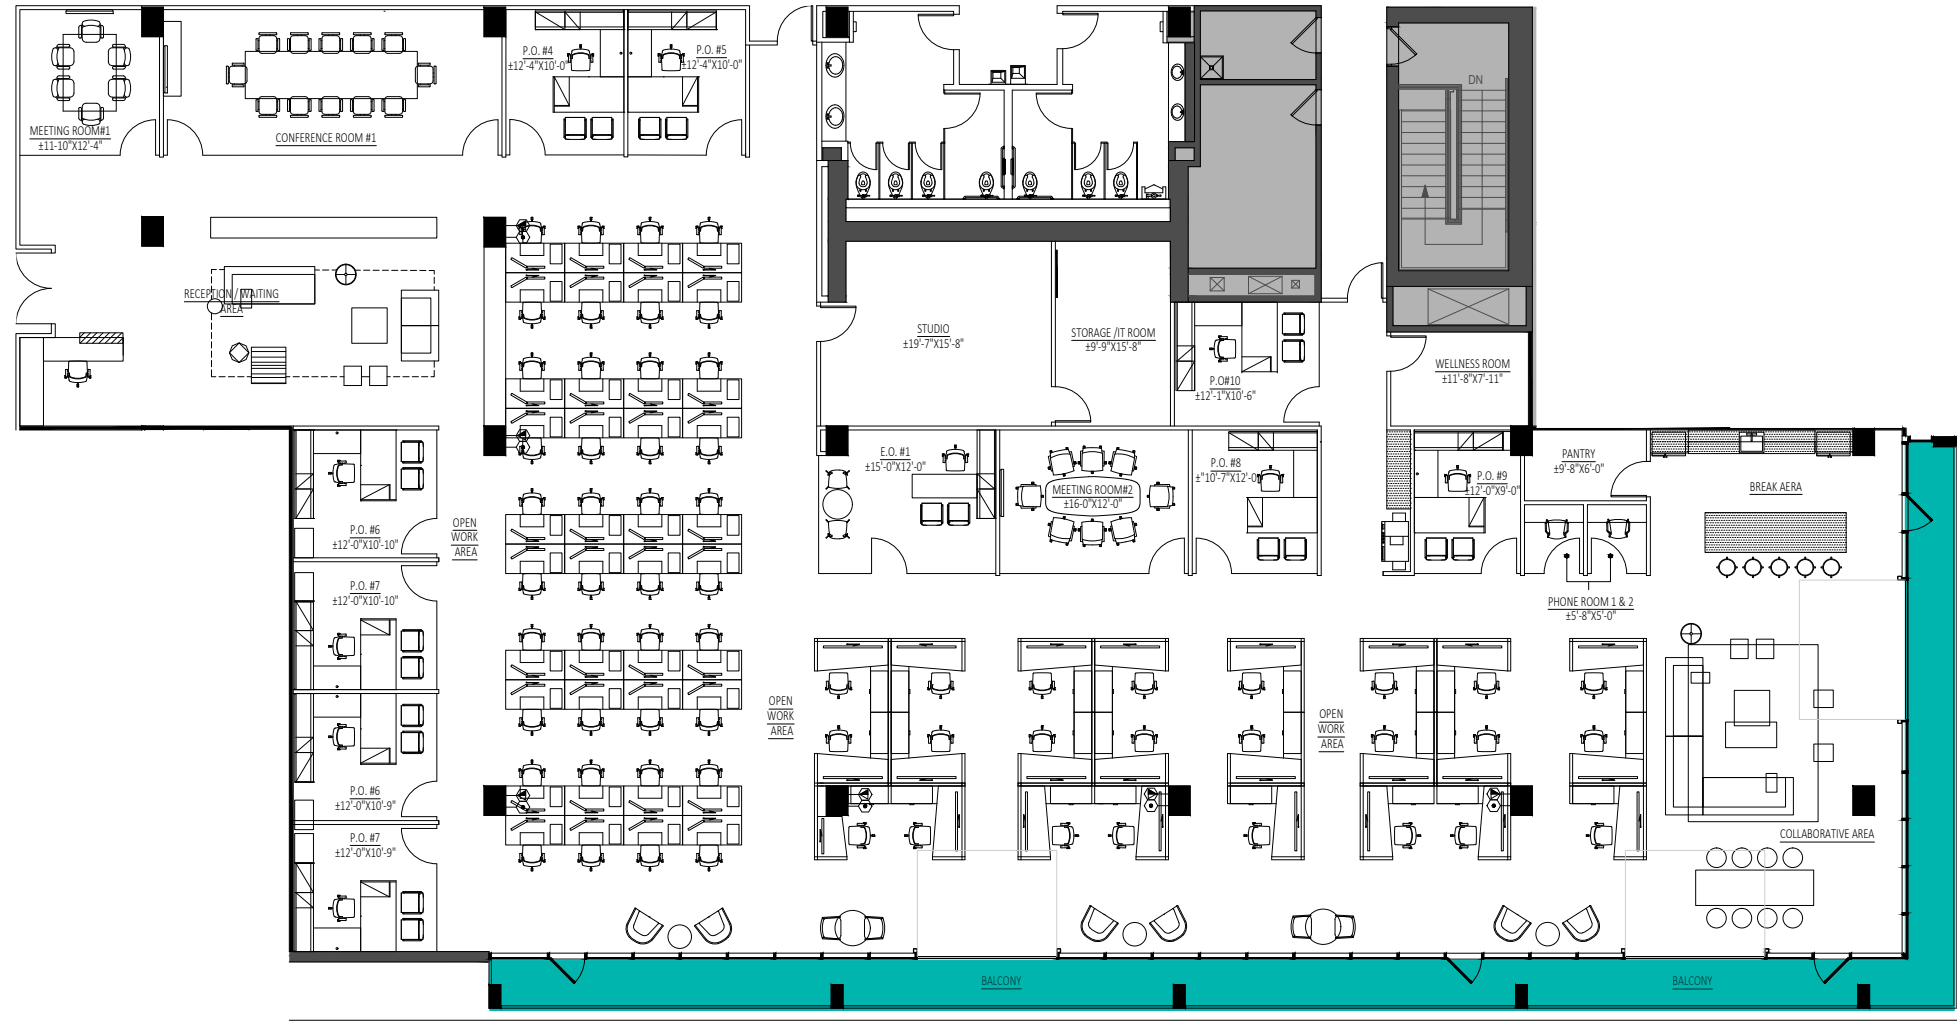 P.O. #4
±12'-4"X10'-0"
P.O. #5
±12'-4"X10'-0"
DN
MEETING ROOM#1
±11-10"X12'-4"
CONFERENCE ROOM #1
RECEPTION / WAITING
AREA
STUDIO
±19'-7"X15'-8"
STORAGE /IT ROOM
±9'-9"X15'-8"
P.O#10
±12'-1"X10'-6"
WELLNESS ROOM
±11'-8"X7'-11"
E.O. #1
±15'-0"X12'-0"
MEETING ROOM#2
±16-0"X12'-0"
P.O. #8
±"10'-7"X12'-0"
P.O. #9
±12'-0"X9'-0"
PANTRY
±9'-8"X6'-0"
BREAK AERA
P.O. #6
±12'-0"X10'-10"
OPEN
WORK
AREA
P.O. #7
±12'-0"X10'-10"
PHONE ROOM 1 & 2
±5'-8"X5'-0"
OPEN
WORK
AREA
OPEN
WORK
AREA
P.O. #6
±12'-0"X10'-9"
P.O. #7
±12'-0"X10'-9"
COLLABORATIVE AREA
BALCONY
BALCONY